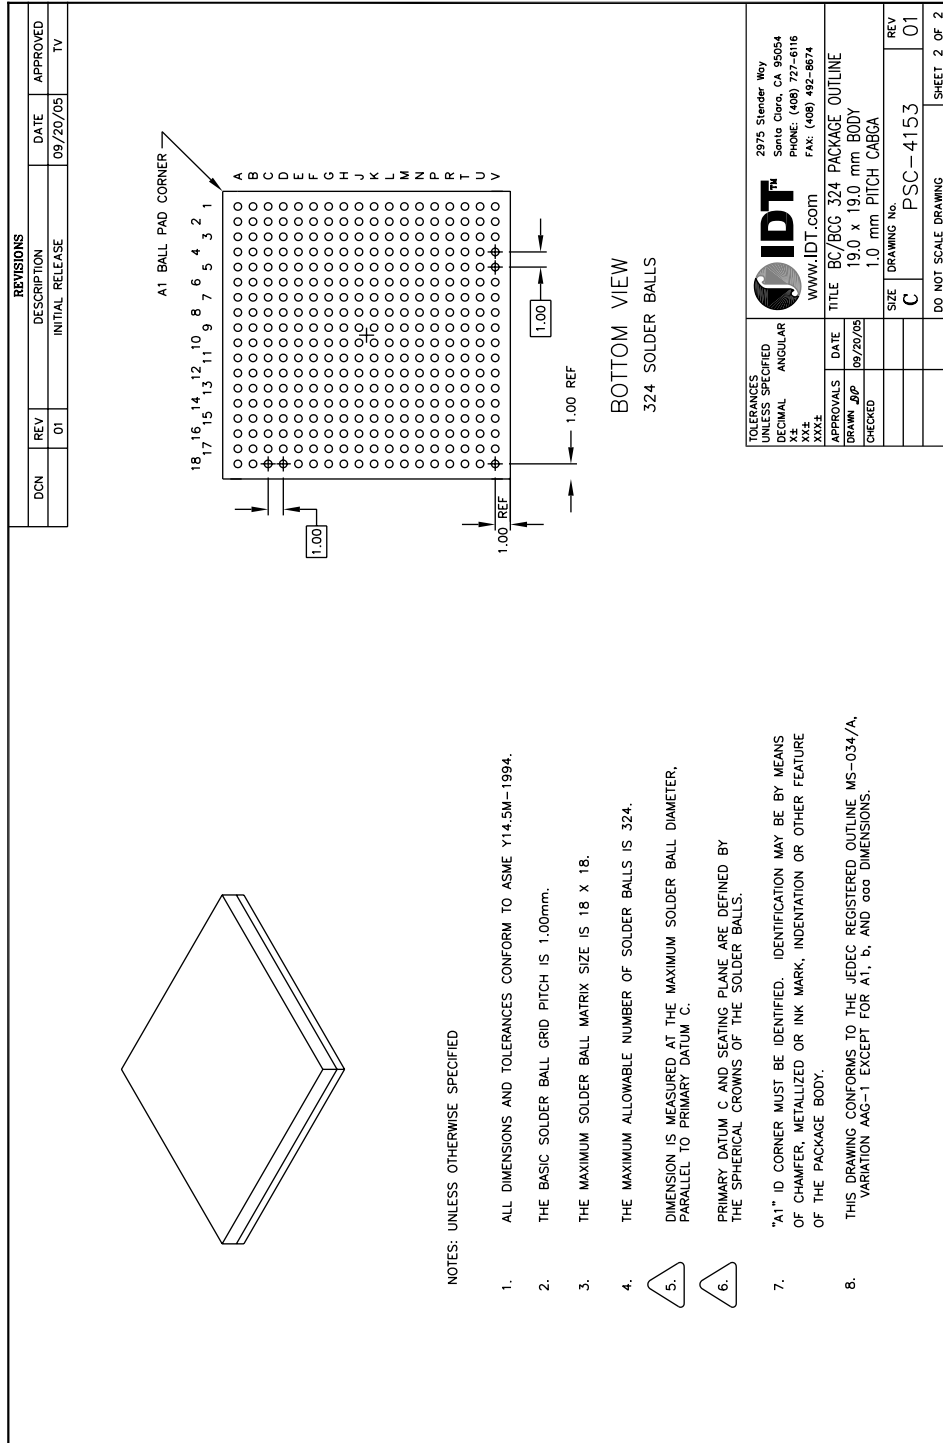 REVISIONS
DCN REV DESCRIPTION DATE APPROVED
01 INITIAL RELEASE 09/20/05 TV
A1 BALL PAD CORNER
18 17 16 15 14 13 12 11 10 9 8 7 6 5 4 3 2 1
A
B
C
D
E
F
G
H
J
K
L
M
N
P
R
T
U
V
1.00
1.00 REF
1.00
1.00 REF
BOTTOM VIEW
324 SOLDER BALLS
NOTES: UNLESS OTHERWISE SPECIFIED
1. ALL DIMENSIONS AND TOLERANCES CONFORM TO ASME Y14.5M-1994.
2. THE BASIC SOLDER BALL GRID PITCH IS 1.00mm.
3. THE MAXIMUM SOLDER BALL MATRIX SIZE IS 18 X 18.
4. THE MAXIMUM ALLOWABLE NUMBER OF SOLDER BALLS IS 324.
5. DIMENSION IS MEASURED AT THE MAXIMUM SOLDER BALL DIAMETER,
PARALLEL TO PRIMARY DATUM C.
6. PRIMARY DATUM C AND SEATING PLANE ARE DEFINED BY
THE SPHERICAL CROWNS OF THE SOLDER BALLS.
7. "A1" ID CORNER MUST BE IDENTIFIED. IDENTIFICATION MAY BE BY MEANS
OF CHAMFER, METALLIZED OR INK MARK, INDENTATION OR OTHER FEATURE
OF THE PACKAGE BODY.
8. THIS DRAWING CONFORMS TO THE JEDEC REGISTERED OUTLINE MS-034/A,
VARIATION AAG-1 EXCEPT FOR A1, b, AND aaa DIMENSIONS.
TOLERANCES
UNLESS SPECIFIED
DECIMAL ANGULAR
X±
XX±
XXX±
APPROVALS DATE
DRAWN 09/20/05
CHECKED
IDT™
www.IDT.com
2975 Stender Way
Santa Clara, CA 95054
PHONE: (408) 727-6116
FAX: (408) 492-8674
TITLE BC/BCG 324 PACKAGE OUTLINE
19.0 x 19.0 mm BODY
1.0 mm PITCH CABGA
SIZE DRAWING No. REV
C PSC-4153 01
DO NOT SCALE DRAWING SHEET 2 OF 2